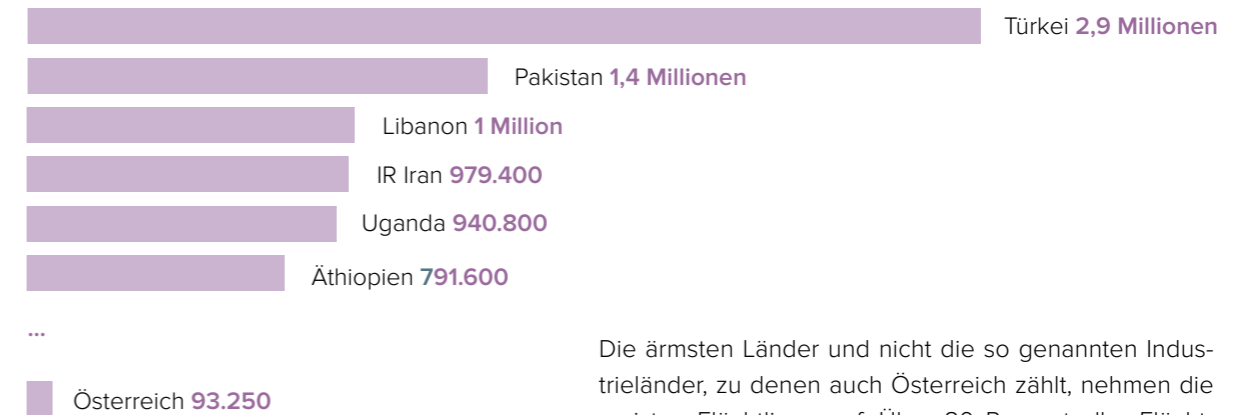 Türkei 2,9 Millionen
Pakistan 1,4 Millionen
Libanon 1 Million
IR Iran 979.400
Uganda 940.800
Äthiopien 791.600
...
Österreich 93.250
Die ärmsten Länder und nicht die so genannten Indus-
trieländer, zu denen auch Österreich zählt, nehmen die